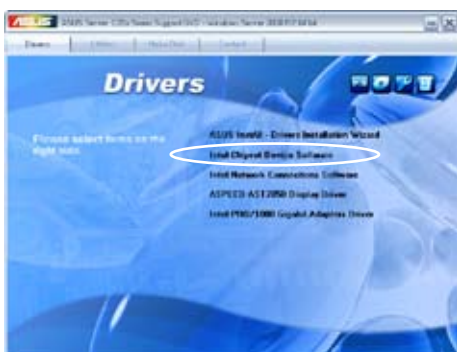 ASUS
Drivers
Contact
Drivers
Please select items on the
right side.
ASUS InstAll - Drivers Installation Wizard
Intel Chipset Device Software
Intel Network Connections Software
ASPEED AST2050 Display Driver
Intel PRO/1000 Gigabit Adapters Driver